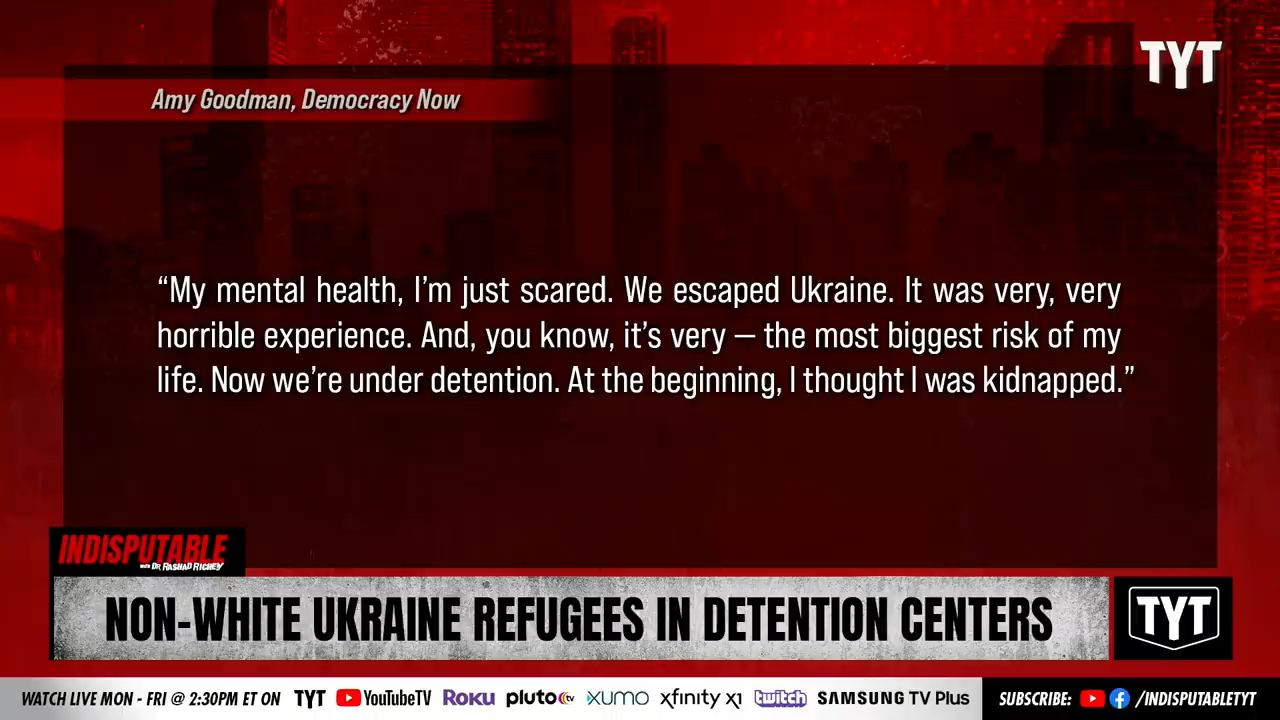 TYT
Amy Goodman, Democracy Now
“My mental health, I’m just scared. We escaped Ukraine. It was very, very
horrible experience. And, you know, it’s very — the most biggest risk of my
life. Now we’re under detention. At the beginning, I thought I was kidnapped.”
INDISPUTABLE
WITH DR. RASHAD RICHEY
NON-WHITE UKRAINE REFUGEES IN DETENTION CENTERS
TYT
WATCH LIVE MON - FRI @ 2:30PM ET ON TYT YouTubeTV ROKU pluto tv xumo xfinity x1 twitch SAMSUNG TV Plus SUBSCRIBE: /INDISPUTABLETYT